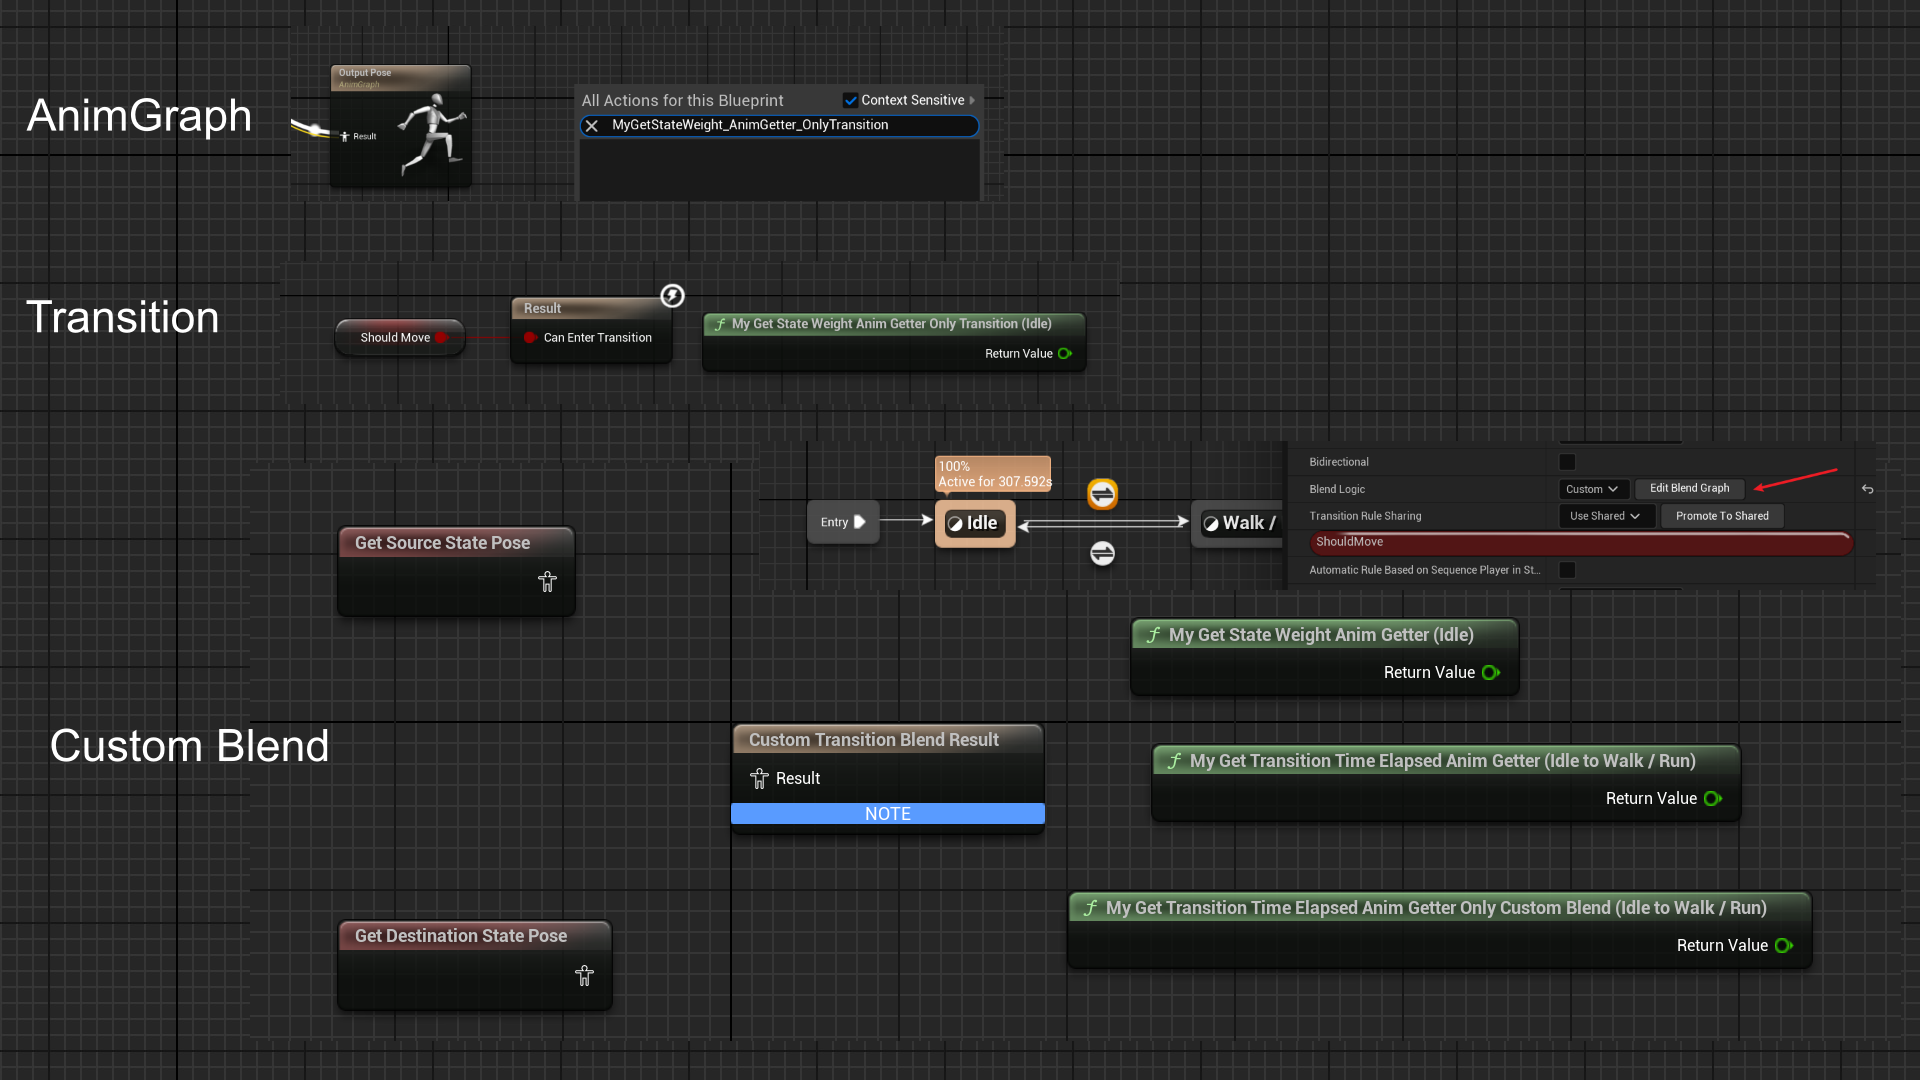 AnimGraph
Output Pose
AnimGraph
Result
All Actions for this Blueprint
Context Sensitive
MyGetStateWeight_AnimGetter_OnlyTransition
Transition
Should Move
Result
Can Enter Transition
My Get State Weight Anim Getter Only Transition (Idle)
Return Value
100%
Active for 307.592s
Entry
Idle
Walk /
Bidirectional
Blend Logic
Custom
Edit Blend Graph
Transition Rule Sharing
Use Shared
Promote To Shared
ShouldMove
Automatic Rule Based on Sequence Player in St...
Get Source State Pose
My Get State Weight Anim Getter (Idle)
Return Value
Custom Blend
Custom Transition Blend Result
Result
NOTE
My Get Transition Time Elapsed Anim Getter (Idle to Walk / Run)
Return Value
My Get Transition Time Elapsed Anim Getter Only Custom Blend (Idle to Walk / Run)
Return Value
Get Destination State Pose